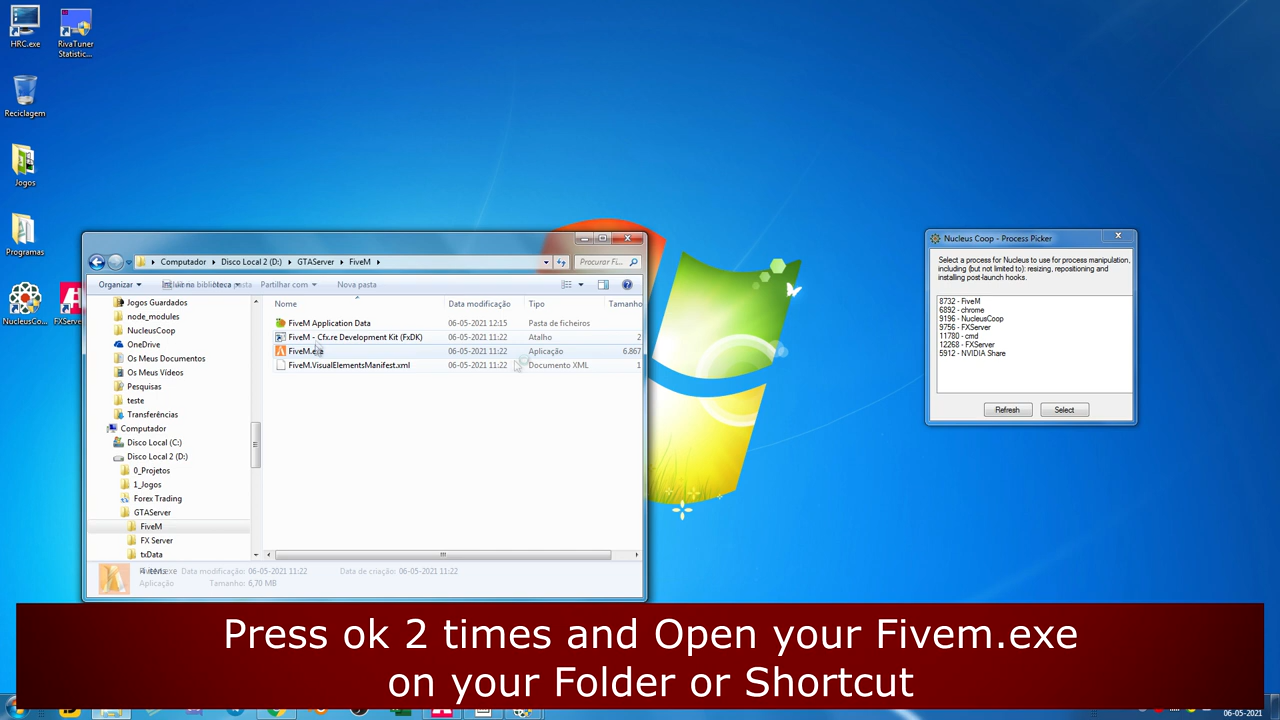 HRC.exe
RivaTuner
Statistic...
Reciclagem
Jogos
Programas
NucleusCo...
FXServe
Computador
Disco Local 2 (D:)
GTAServer
FiveM
Procurar Fi...
Organizar
Partilhar com
Nova pasta
Jogos Guardados
node_modules
NucleusCoop
OneDrive
Os Meus Documentos
Os Meus Vídeos
Pesquisas
teste
Transferências
Computador
Disco Local (C:)
Disco Local 2 (D:)
0_Projetos
1_Jogos
Forex Trading
GTAServer
FiveM
FX Server
txData
Nome Data modificação Tipo Tamanho
FiveM Application Data 06-05-2021 12:15 Pasta de ficheiros
FiveM - Cfx.re Development Kit (FxDK) 06-05-2021 11:22 Atalho 2
FiveM.exe 06-05-2021 11:22 Aplicação 6.867
FiveM.VisualElementsManifest.xml 06-05-2021 11:22 Documento XML 1
Data modificação: 06-05-2021 11:22 Data de criação: 06-05-2021 11:22
Aplicação Tamanho: 6,70 MB
Nucleus Coop - Process Picker
Select a process for Nucleus to use for process manipulation,
including (but not limited to): resizing, repositioning and
installing post-launch hooks.
8732 - FiveM
6892 - chrome
9196 - NucleusCoop
9756 - FXServer
11780 - cmd
12268 - FXServer
5912 - NVIDIA Share
Refresh
Select
Press ok 2 times and Open your Fivem.exe
on your Folder or Shortcut
06-05-2021